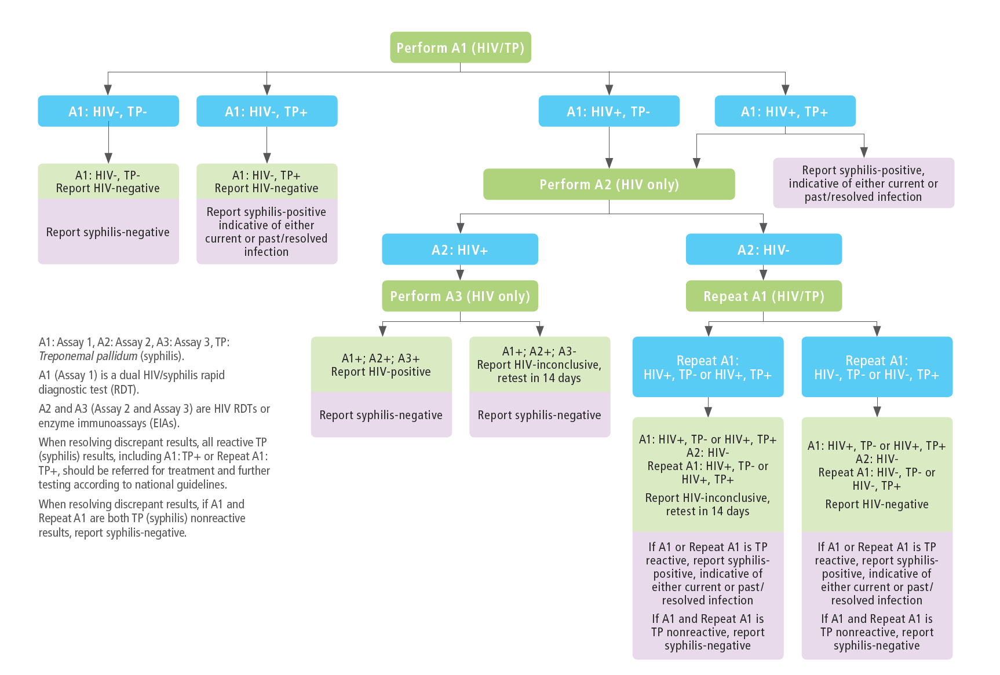 Perform A1 (HIV/TP)
A1: HIV-, TP-
A1: HIV-, TP+
A1: HIV+, TP-
A1: HIV+, TP+
A1: HIV-, TP-
Report HIV-negative
Report syphilis-negative
A1: HIV-, TP+
Report HIV-negative
Report syphilis-positive
indicative of either
current or past/resolved
infection
Perform A2 (HIV only)
Report syphilis-positive,
indicative of either current or
past/resolved infection
A2: HIV+
A2: HIV-
Perform A3 (HIV only)
Repeat A1 (HIV/TP)
A1+; A2+; A3+
Report HIV-positive
Report syphilis-negative
A1+; A2+; A3-
Report HIV-inconclusive,
retest in 14 days
Report syphilis-negative
Repeat A1:
HIV+, TP- or HIV+, TP+
Repeat A1:
HIV-, TP- or HIV-, TP+
A1: HIV+, TP- or HIV+, TP+
A2: HIV-
Repeat A1: HIV+, TP- or
HIV+, TP+
Report HIV-inconclusive,
retest in 14 days
If A1 or Repeat A1 is TP
reactive, report syphilis-
positive, indicative of
either current or past/
resolved infection
If A1 and Repeat A1 is
TP nonreactive, report
syphilis-negative
A1: HIV+, TP- or HIV+, TP+
A2: HIV-
Repeat A1: HIV-, TP- or
HIV-, TP+
Report HIV-negative
If A1 or Repeat A1 is TP
reactive, report syphilis-
positive, indicative of
either current or past/
resolved infection
If A1 and Repeat A1 is
TP nonreactive, report
syphilis-negative
A1: Assay 1, A2: Assay 2, A3: Assay 3, TP:
Treponemal pallidum (syphilis).
A1 (Assay 1) is a dual HIV/syphilis rapid
diagnostic test (RDT).
A2 and A3 (Assay 2 and Assay 3) are HIV RDTs or
enzyme immunoassays (EIAs).
When resolving discrepant results, all reactive TP
(syphilis) results, including A1: TP+ or Repeat A1:
TP+, should be referred for treatment and further
testing according to national guidelines.
When resolving discrepant results, if A1 and
Repeat A1 are both TP (syphilis) nonreactive
results, report syphilis-negative.